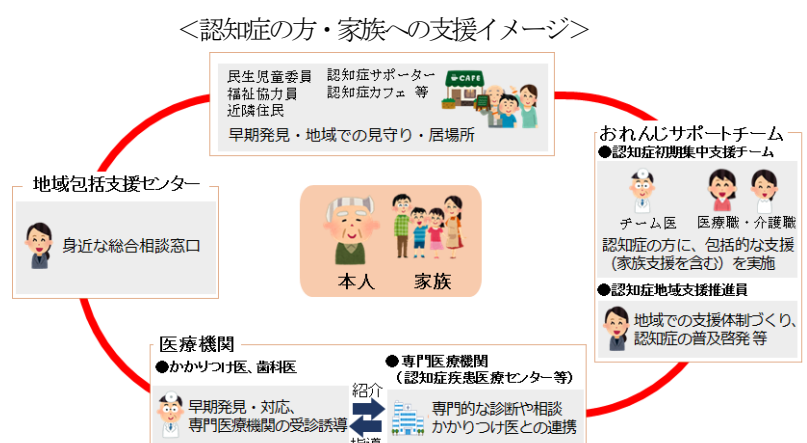 ＜認知症の方・家族への支援イメージ＞
民生児童委員 認知症サポーター
福祉協力員 認知症カフェ 等
近隣住民
早期発見・地域での見守り・居場所
CAFE
おれんじサポートチーム
●認知症初期集中支援チーム
チーム医 医療職・介護職
認知症の方に、包括的な支援
（家族支援を含む）を実施
●認知症地域支援推進員
地域での支援体制づくり、
認知症の普及啓発 等
地域包括支援センター
身近な総合相談窓口
本人 家族
医療機関
●かかりつけ医、歯科医
早期発見・対応、
専門医療機関の受診誘導
紹介
指導
●専門医療機関
（認知症疾患医療センター等）
専門的な診断や相談
かかりつけ医との連携